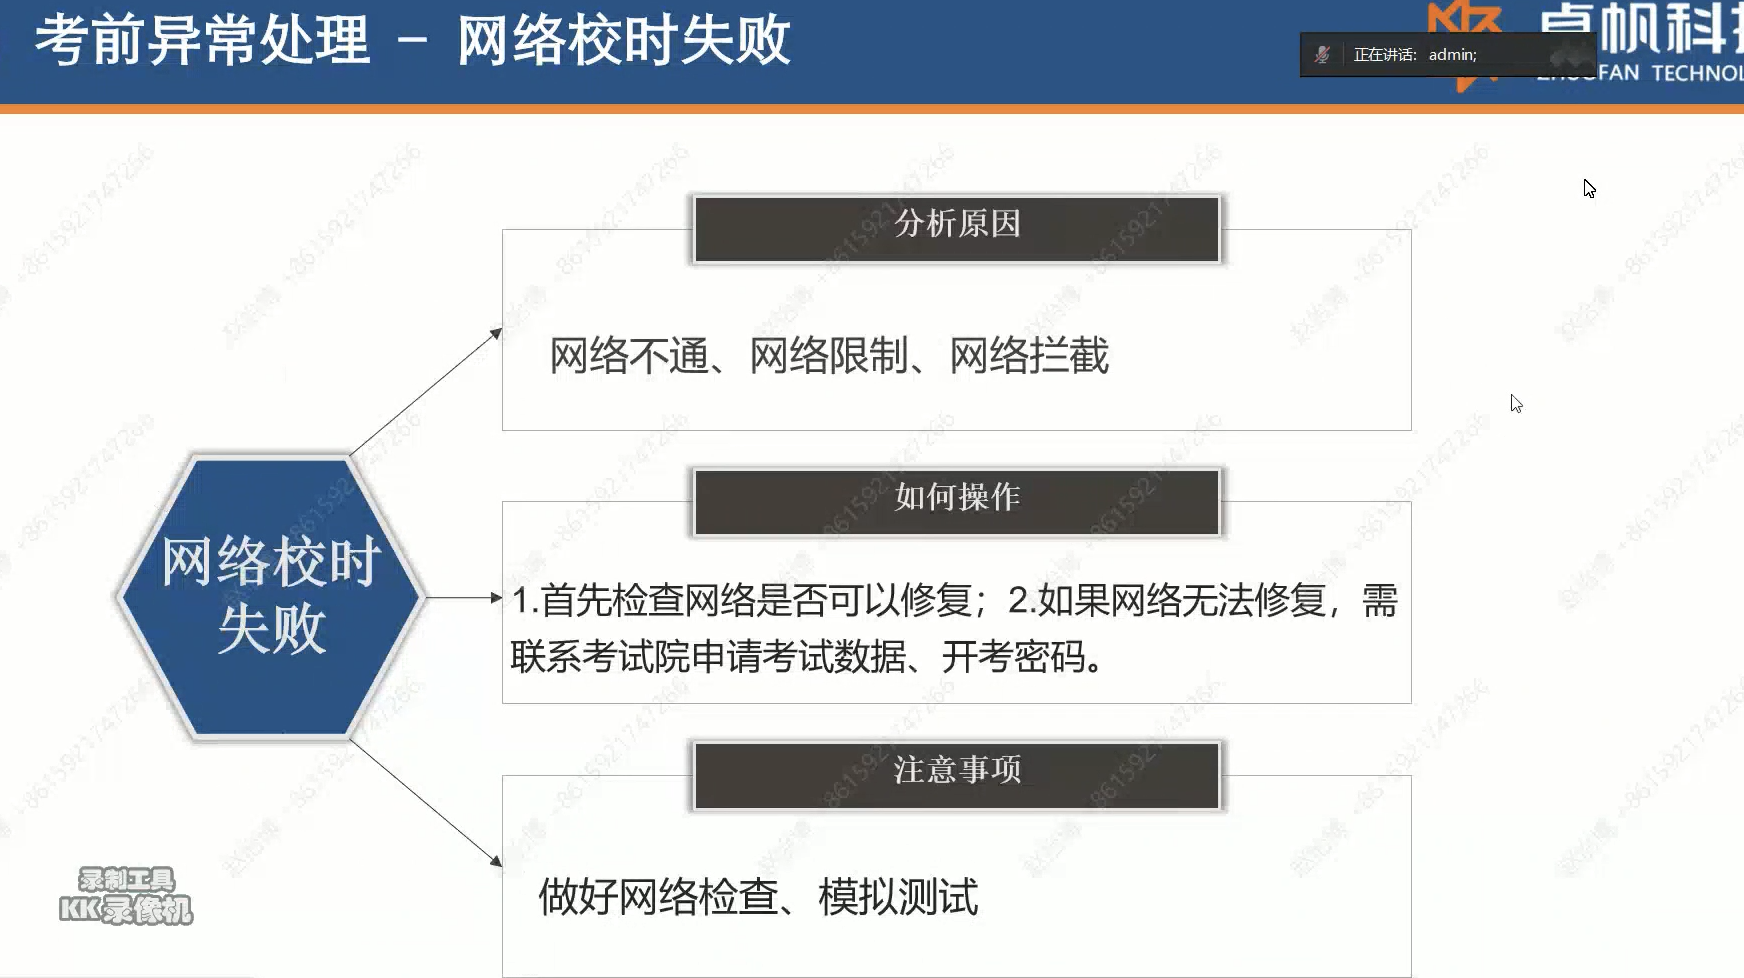 考前异常处理 - 网络校时失败
卓帆科技
正在讲话: admin;
ZHUOFAN TECHNOL
分析原因
网络不通、网络限制、网络拦截
网络校时
失败
如何操作
1.首先检查网络是否可以修复；2.如果网络无法修复，需
联系考试院申请考试数据、开考密码。
注意事项
做好网络检查、模拟测试
录制工具
KK录像机